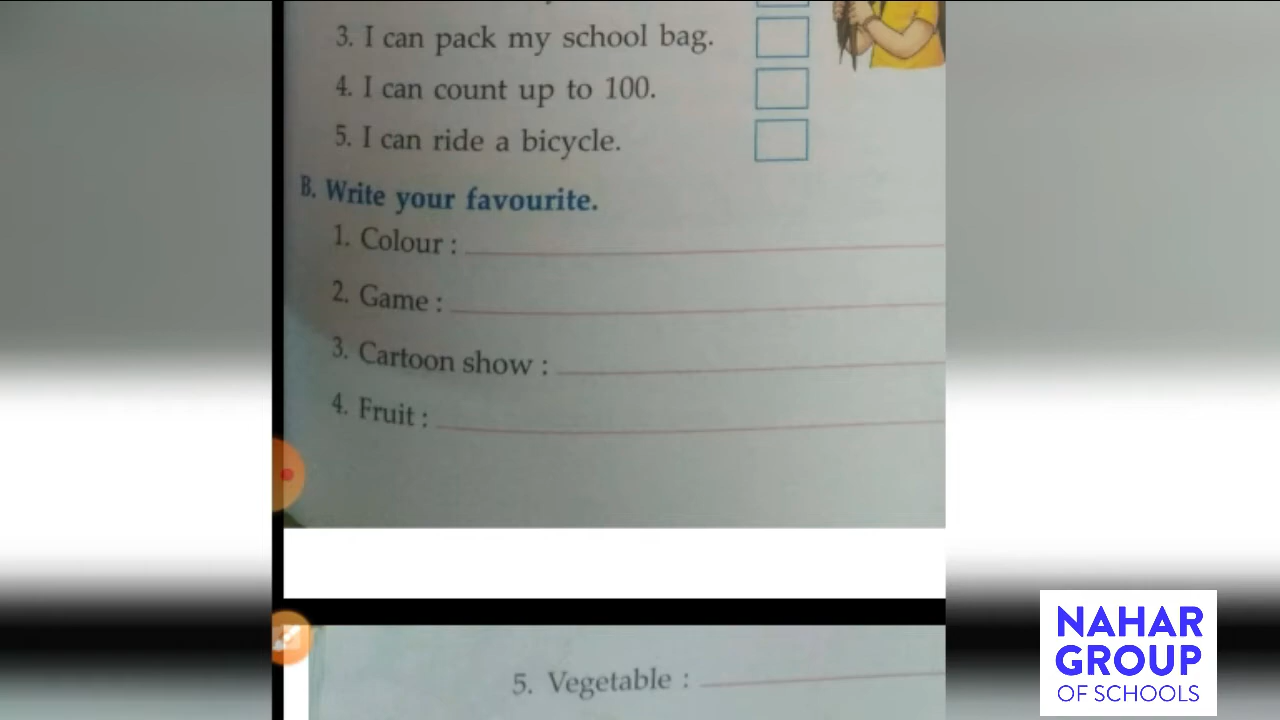 3. I can pack my school bag.
4. I can count up to 100.
5. I can ride a bicycle.
B. Write your favourite.
1. Colour :
2. Game :
3. Cartoon show :
4. Fruit :
5. Vegetable :
NAHAR
GROUP
OF SCHOOLS